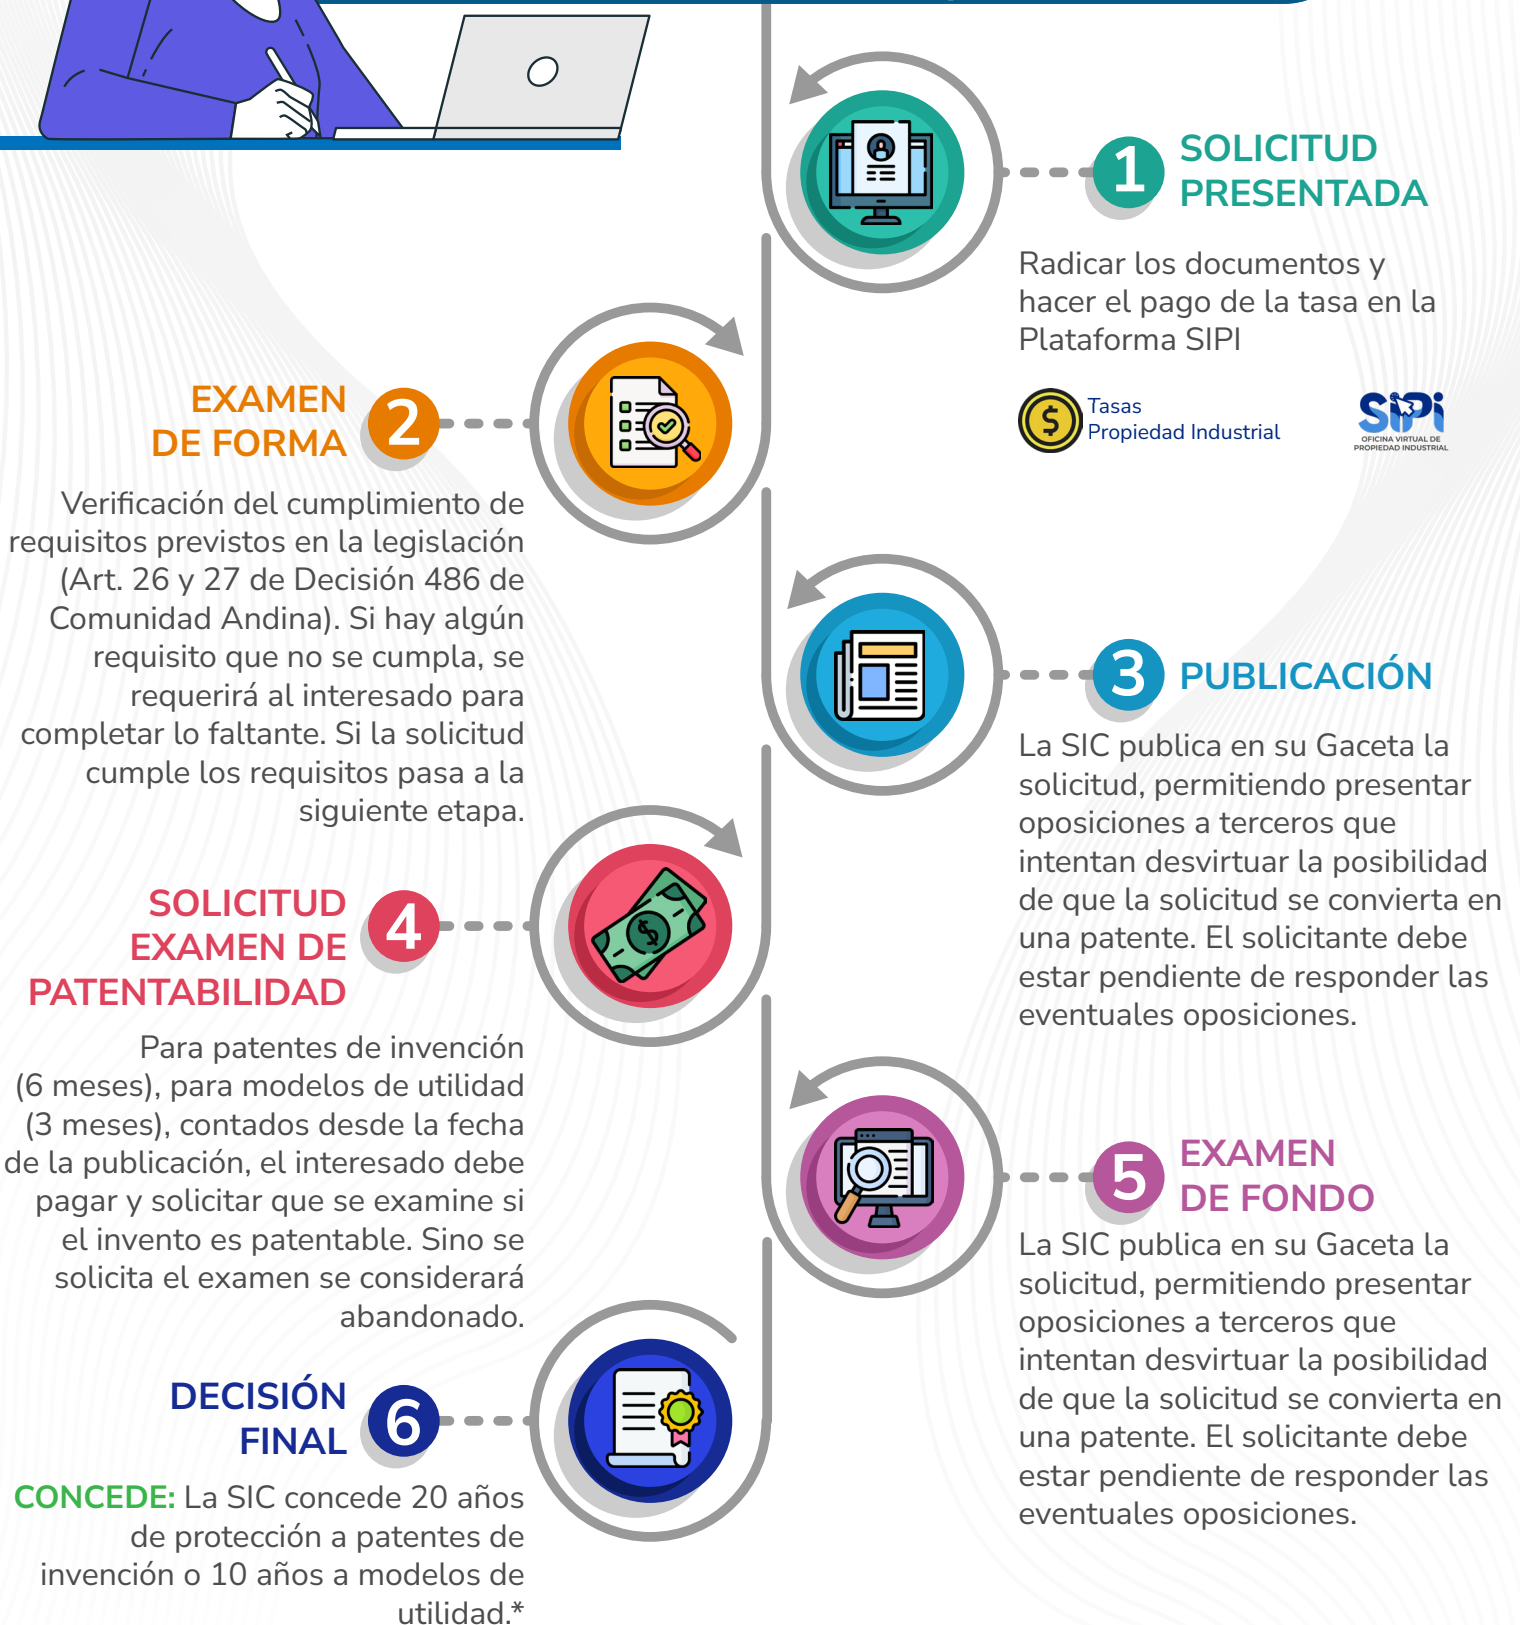 1
SOLICITUD
PRESENTADA
Radicar los documentos y
hacer el pago de la tasa en la
Plataforma SIPI
$
Tasas
Propiedad Industrial
SiPi
OFICINA VIRTUAL DE
PROPIEDAD INDUSTRIAL
EXAMEN
DE FORMA
2
Verificación del cumplimiento de
requisitos previstos en la legislación
(Art. 26 y 27 de Decisión 486 de
Comunidad Andina). Si hay algún
requisito que no se cumpla, se
requerirá al interesado para
completar lo faltante. Si la solicitud
cumple los requisitos pasa a la
siguiente etapa.
3
PUBLICACIÓN
La SIC publica en su Gaceta la
solicitud, permitiendo presentar
oposiciones a terceros que
intentan desvirtuar la posibilidad
de que la solicitud se convierta en
una patente. El solicitante debe
estar pendiente de responder las
eventuales oposiciones.
SOLICITUD
EXAMEN DE
PATENTABILIDAD
4
$
Para patentes de invención
(6 meses), para modelos de utilidad
(3 meses), contados desde la fecha
de la publicación, el interesado debe
pagar y solicitar que se examine si
el invento es patentable. Sino se
solicita el examen se considerará
abandonado.
5
EXAMEN
DE FONDO
La SIC publica en su Gaceta la
solicitud, permitiendo presentar
oposiciones a terceros que
intentan desvirtuar la posibilidad
de que la solicitud se convierta en
una patente. El solicitante debe
estar pendiente de responder las
eventuales oposiciones.
DECISIÓN
FINAL
6
CONCEDE: La SIC concede 20 años
de protección a patentes de
invención o 10 años a modelos de
utilidad.*